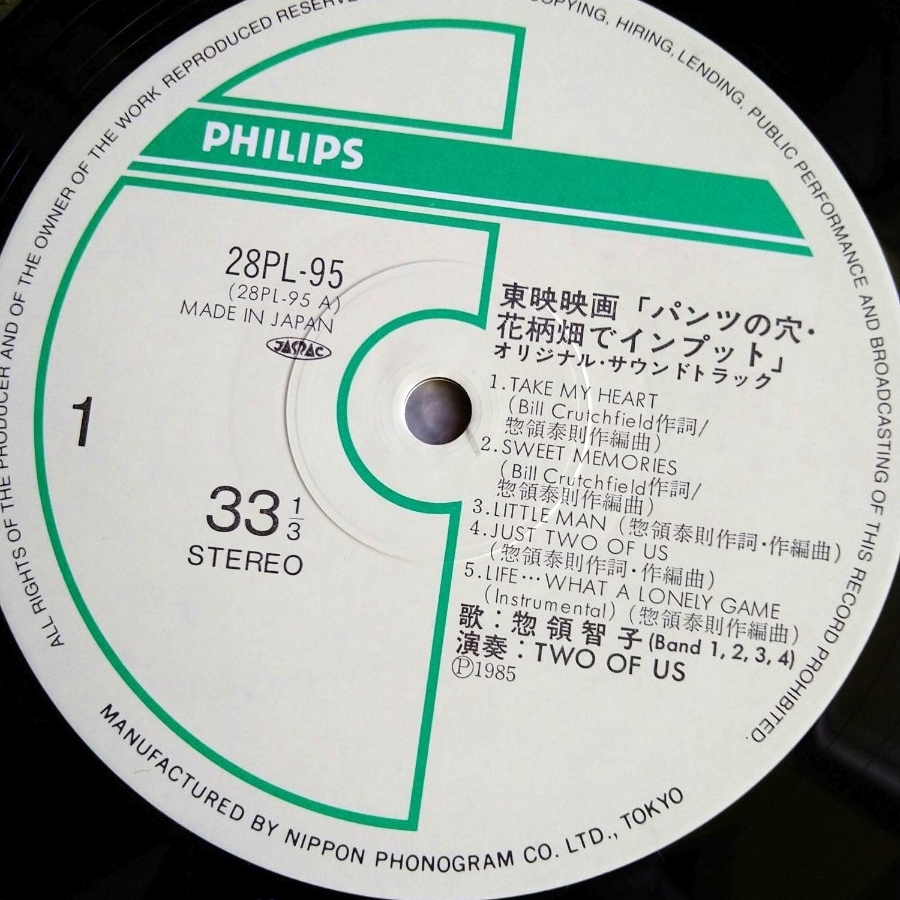 ALL RIGHTS OF THE PRODUCER AND OF THE OWNER OF THE WORK REPRODUCED RESERVE
OPYING, HIRING, LENDING, PUBLIC PERFORMANCE AND BROADCASTING OF THIS RECORD PROHIBITED.
PHILIPS
28PL-95
(28PL-95 A)
MADE IN JAPAN
JASRAC
1
33 1/3
STEREO
東映映画「パンツの穴・
花柄畑でインプット」
オリジナル・サウンドトラック
1.TAKE MY HEART
(Bill Crutchfield作詞/
惣領泰則作編曲)
2.SWEET MEMORIES
(Bill Crutchfield作詞/
惣領泰則作編曲)
3.LITTLE MAN (惣領泰則作詞・作編曲)
4.JUST TWO OF US
(惣領泰則作詞・作編曲)
5.LIFE…WHAT A LONELY GAME
(Instrumental) (惣領泰則作編曲)
歌:惣領智子(Band 1, 2, 3, 4)
演奏:TWO OF US
Ⓟ1985
MANUFACTURED BY NIPPON PHONOGRAM CO. LTD., TOKYO